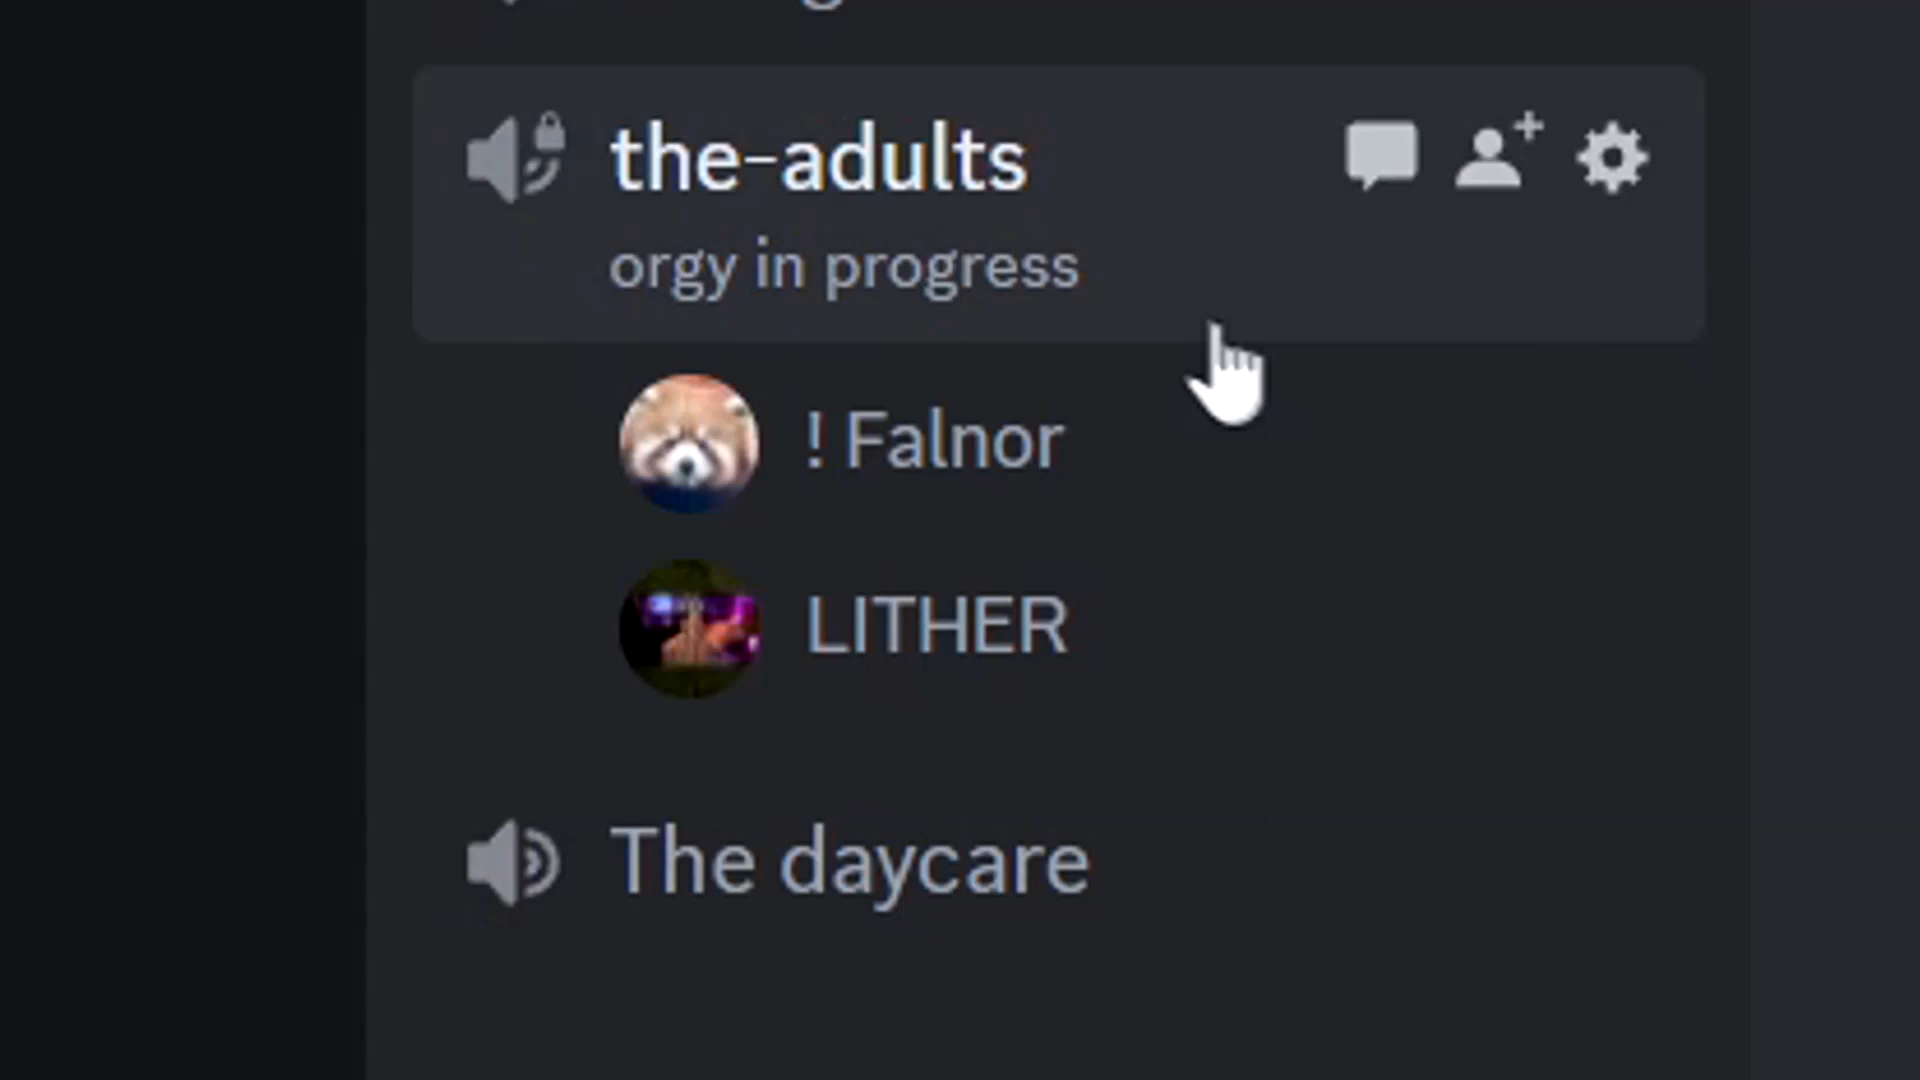 the-adults
orgy in progress
! Falnor
LITHER
The daycare